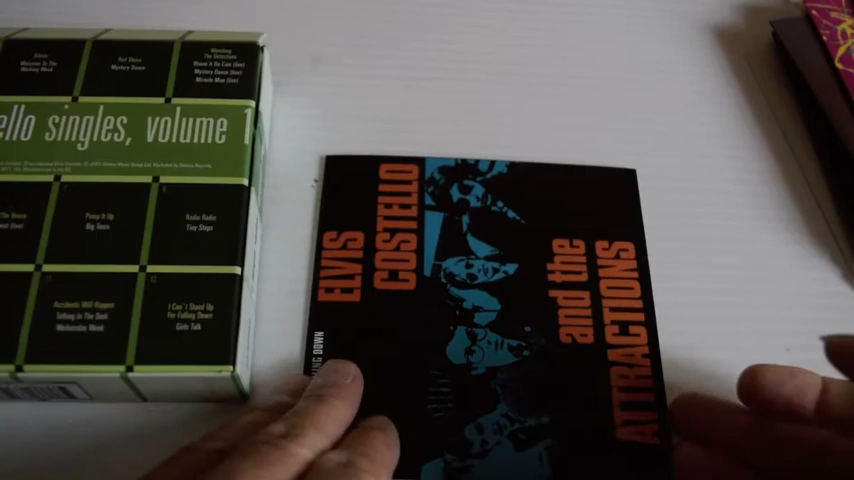 Alison
Welcome To The
Working Week
Red Shoes
Mystery Dance
Watching
The Detectives
Blame It On Cain (live)
Mystery Dance (live)
Miracle Man (live)
ello singles, volume 1
Pump It Up
Big Tears
Radio Radio
Tiny Steps
Accidents Will Happen
Talking In The Dark
Wednesday Week
I Can't Stand Up
For Falling Down
Girls Talk
ELVIS
COSTELLO
and the
ATTRACTIONS
LING DOWN